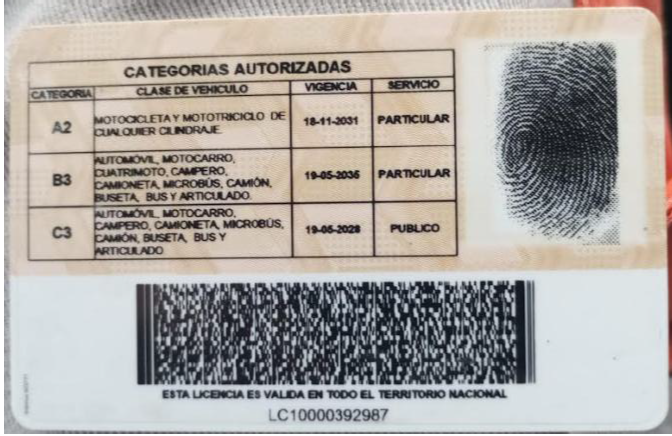 CATEGORIAS AUTORIZADAS
CATEGORIA CLASE DE VEHICULO VIGENCIA SERVICIO
A2 MOTOCICLETA Y MOTOTRICICLO DE CUALQUIER CILINDRAJE. 18-11-2031 PARTICULAR
B3 AUTOMÓVIL, MOTOCARRO, CUATRIMOTO, CAMPERO, CAMIONETA, MICROBÚS, CAMIÓN, BUSETA, BUS Y ARTICULADO. 19-05-2035 PARTICULAR
C3 AUTOMÓVIL, MOTOCARRO, CAMPERO, CAMIONETA, MICROBÚS, CAMIÓN, BUSETA, BUS Y ARTICULADO 19-05-2028 PUBLICO
ESTA LICENCIA ES VALIDA EN TODO EL TERRITORIO NACIONAL
LC10000392987